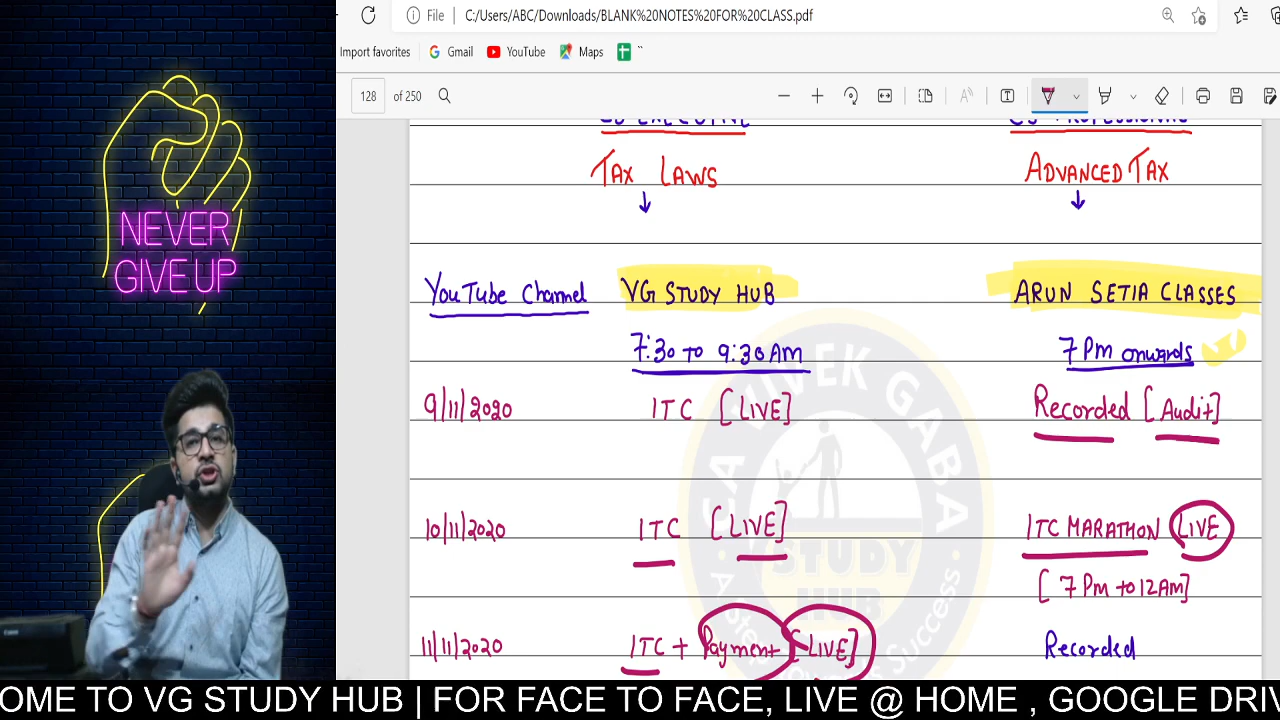 File C:/Users/ABC/Downloads/BLANK%20NOTES%20FOR%20CLASS.pdf
Import favorites Gmail YouTube Maps
128 of 250
CS EXECUTIVE CS PROFESSIONAL
TAX LAWS ADVANCED TAX
NEVER
GIVE UP
YouTube Channel VG STUDY HUB ARUN SETIA CLASSES
7:30 TO 9:30 AM 7 Pm onwards
9/11/2020 ITC [LIVE] Recorded [Audit]
10/11/2020 ITC [LIVE] ITC MARATHON LIVE
[7 Pm to 12 AM]
11/11/2020 ITC + Payment [LIVE] Recorded
OME TO VG STUDY HUB | FOR FACE TO FACE, LIVE @ HOME , GOOGLE DRIV